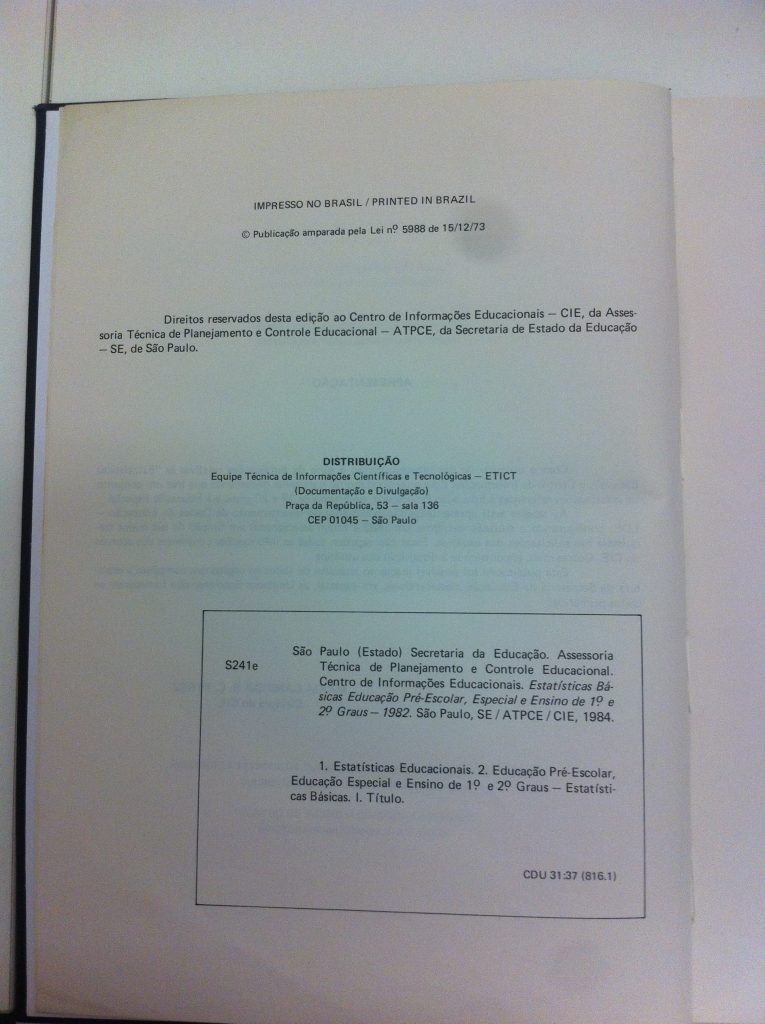 IMPRESSO NO BRASIL / PRINTED IN BRAZIL
© Publicação amparada pela Lei nº 5988 de 15/12/73
Direitos reservados desta edição ao Centro de Informações Educacionais – CIE, da Asses-
soria Técnica de Planejamento e Controle Educacional – ATPCE, da Secretaria de Estado da Educação
– SE, de São Paulo.
DISTRIBUIÇÃO
Equipe Técnica de Informações Científicas e Tecnológicas – ETICT
(Documentação e Divulgação)
Praça da República, 53 – sala 136
CEP 01045 – São Paulo
São Paulo (Estado) Secretaria da Educação. Assessoria
S241e Técnica de Planejamento e Controle Educacional.
Centro de Informações Educacionais. Estatísticas Bá-
sicas Educação Pré-Escolar, Especial e Ensino de 1º e
2º Graus – 1982. São Paulo, SE / ATPCE / CIE, 1984.
1. Estatísticas Educacionais. 2. Educação Pré-Escolar,
Educação Especial e Ensino de 1º e 2º Graus – Estatísti-
cas Básicas. I. Título.
CDU 31:37 (816.1)